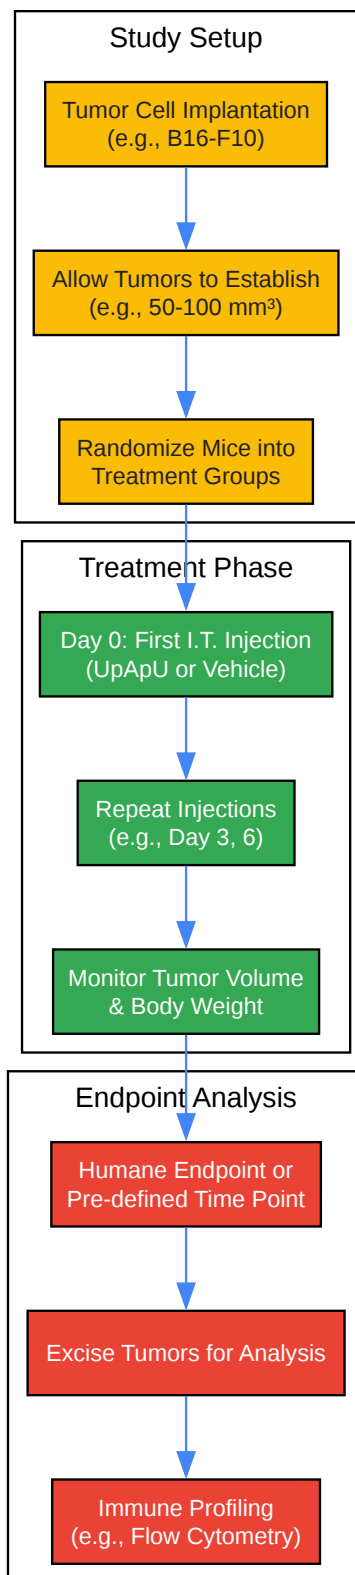 Study Setup
Tumor Cell Implantation
(e.g., B16-F10)
Allow Tumors to Establish
(e.g., 50-100 mm³)
Randomize Mice into
Treatment Groups
Treatment Phase
Day 0: First I.T. Injection
(UpApU or Vehicle)
Repeat Injections
(e.g., Day 3, 6)
Monitor Tumor Volume
& Body Weight
Endpoint Analysis
Humane Endpoint or
Pre-defined Time Point
Excise Tumors for Analysis
Immune Profiling
(e.g., Flow Cytometry)